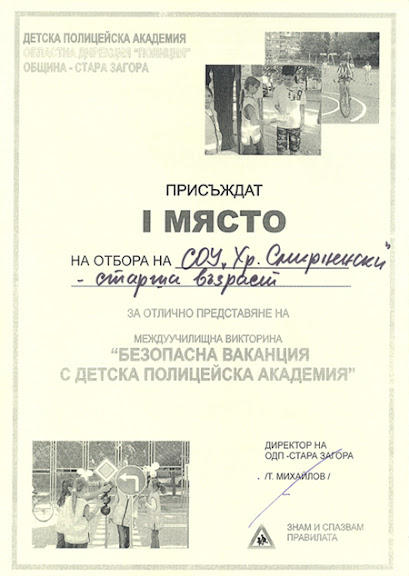 ДЕТСКА ПОЛИЦЕЙСКА АКАДЕМИЯ
ОБЛАСТНА ДИРЕКЦИЯ "ПОЛИЦИЯ"
ОБЩИНА - СТАРА ЗАГОРА
ПРИСЪЖДАТ
I МЯСТО
НА ОТБОРА НА СОУ „Хр. Смирненски"
- старша възраст
ЗА ОТЛИЧНО ПРЕДСТАВЯНЕ НА
МЕЖДУУЧИЛИЩНА ВИКТОРИНА
"БЕЗОПАСНА ВАКАНЦИЯ
С ДЕТСКА ПОЛИЦЕЙСКА АКАДЕМИЯ"
ДИРЕКТОР НА
ОДП -СТАРА ЗАГОРА
/Т. МИХАЙЛОВ /
ЗНАМ И СПАЗВАМ
ПРАВИЛАТА